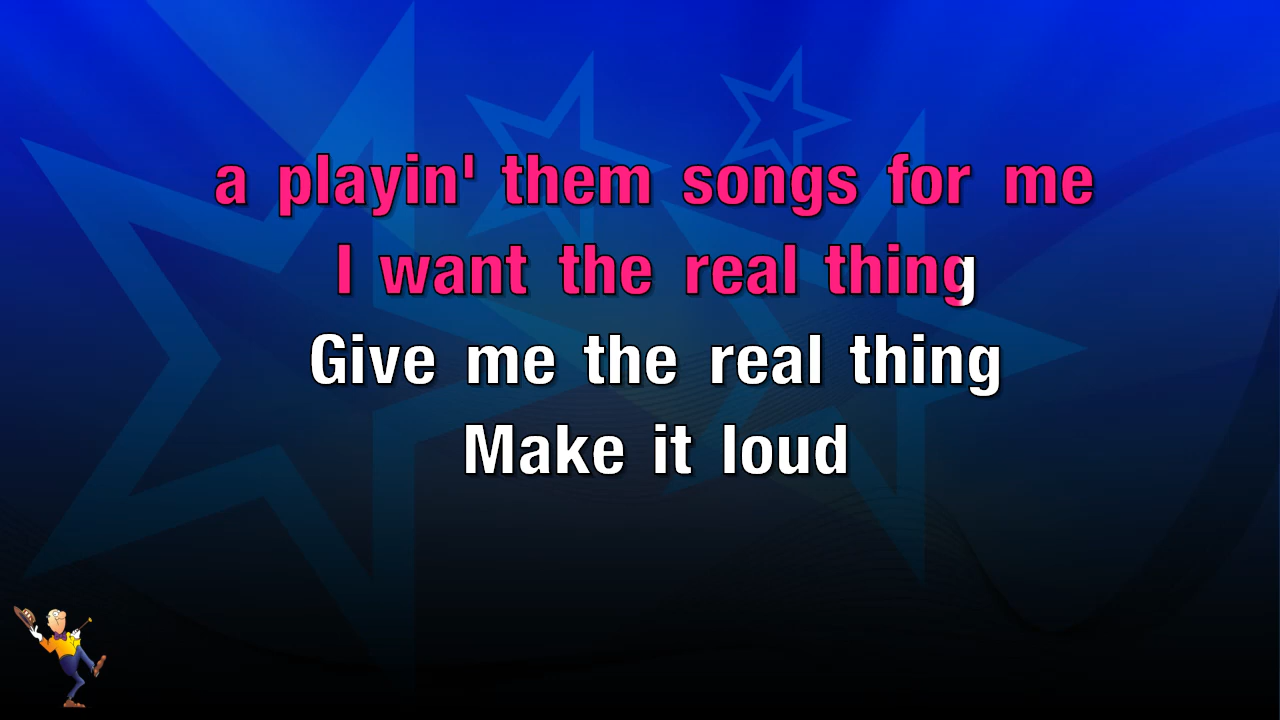 a playin' them songs for me
I want the real thing
Give me the real thing
Make it loud